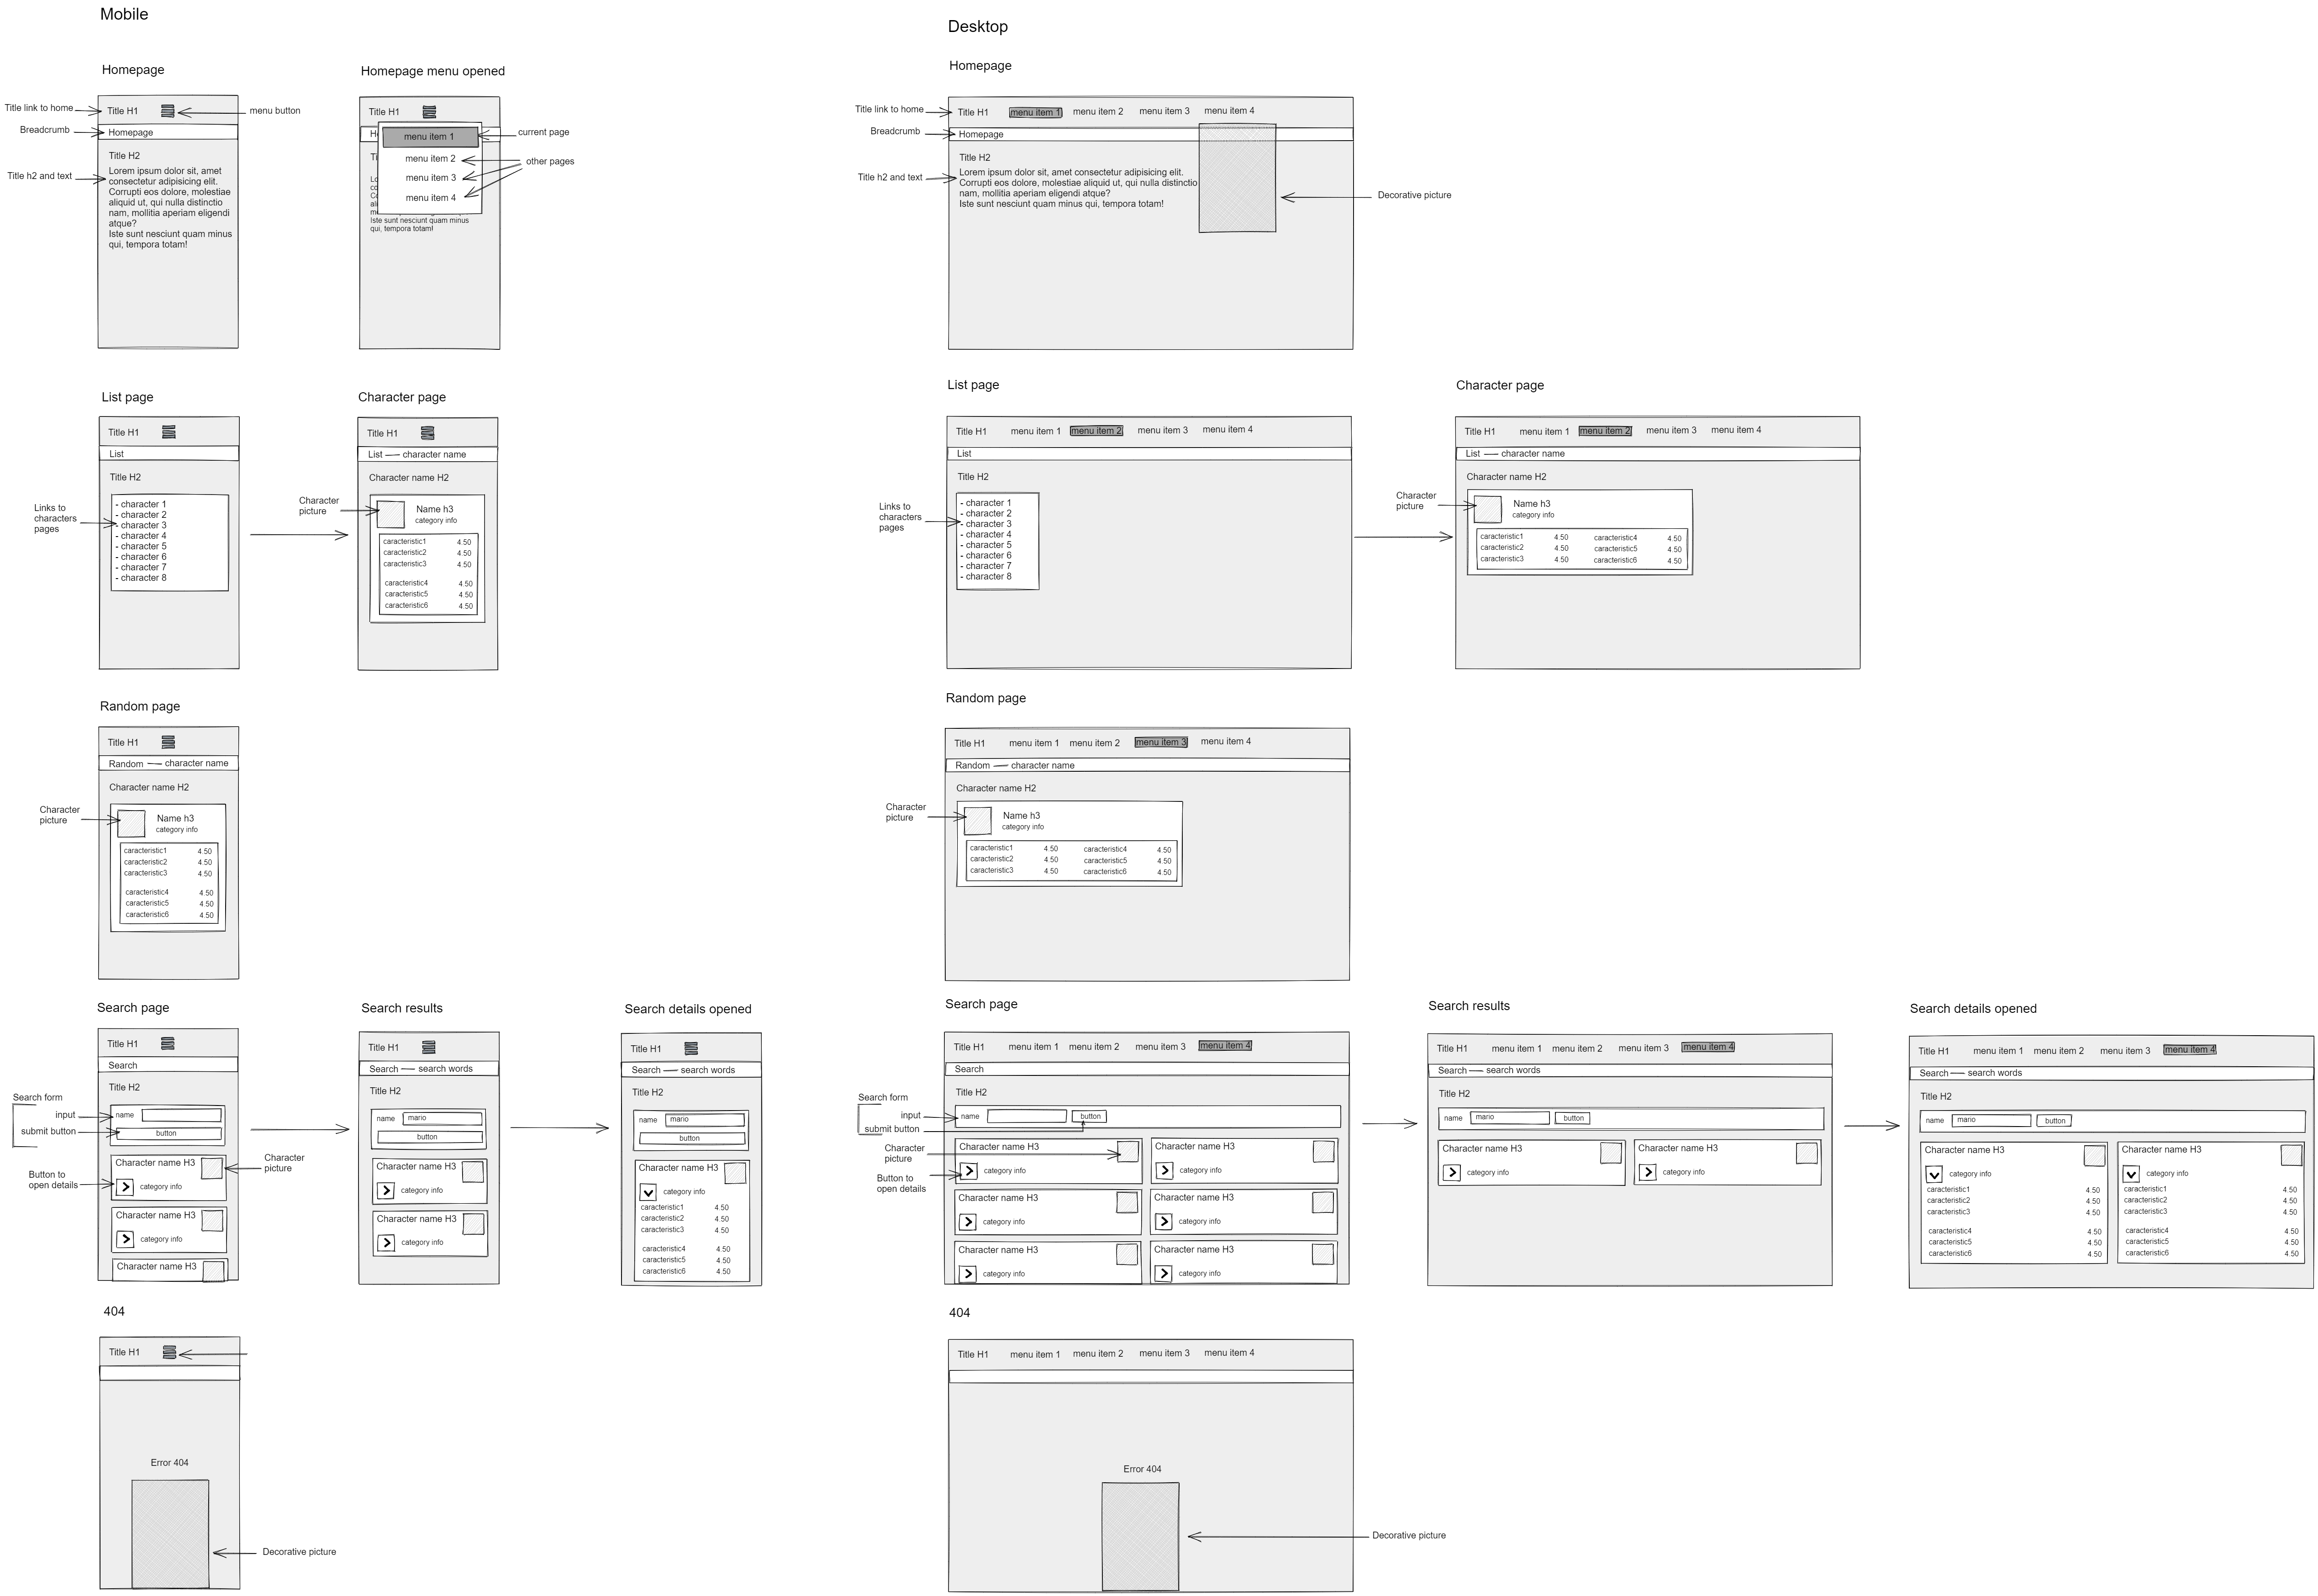 Mobile
Homepage
Homepage menu opened
Title link to home
Title H1
menu button
Breadcrumb
Homepage
Title H2
Title h2 and text
Lorem ipsum dolor sit, amet
consectetur adipisicing elit.
Corrupti eos dolore, molestiae
aliquid ut, qui nulla distinctio
nam, mollitia aperiam eligendi
atque?
Iste sunt nesciunt quam minus
qui, tempora totam!
Title H1
menu item 1
current page
menu item 2
other pages
menu item 3
menu item 4
Iste sunt nesciunt quam minus
qui, tempora totam!
List page
Character page
Title H1
List
Title H2
Links to
characters
pages
- character 1
- character 2
- character 3
- character 4
- character 5
- character 6
- character 7
- character 8
Title H1
List
character name
Character name H2
Character
picture
Name h3
category info
caracteristic1 4.50
caracteristic2 4.50
caracteristic3 4.50
caracteristic4 4.50
caracteristic5 4.50
caracteristic6 4.50
Random page
Title H1
Random
character name
Character name H2
Character
picture
Name h3
category info
caracteristic1 4.50
caracteristic2 4.50
caracteristic3 4.50
caracteristic4 4.50
caracteristic5 4.50
caracteristic6 4.50
Search page
Search results
Search details opened
Title H1
Search
Title H2
Search form
input
name
submit button
button
Character name H3
Character
picture
Button to
open details
category info
Character name H3
category info
Character name H3
Title H1
Search
search words
Title H2
name
mario
button
Character name H3
category info
Character name H3
category info
Title H1
Search
search words
Title H2
name
mario
button
Character name H3
category info
caracteristic1 4.50
caracteristic2 4.50
caracteristic3 4.50
caracteristic4 4.50
caracteristic5 4.50
caracteristic6 4.50
404
Title H1
Error 404
Decorative picture
Desktop
Homepage
Title link to home
Title H1
menu item 1
menu item 2
menu item 3
menu item 4
Breadcrumb
Homepage
Title H2
Title h2 and text
Lorem ipsum dolor sit, amet consectetur adipisicing elit.
Corrupti eos dolore, molestiae aliquid ut, qui nulla distinctio
nam, mollitia aperiam eligendi atque?
Iste sunt nesciunt quam minus qui, tempora totam!
Decorative picture
List page
Character page
Title H1
menu item 1
menu item 2
menu item 3
menu item 4
List
Title H2
Links to
characters
pages
- character 1
- character 2
- character 3
- character 4
- character 5
- character 6
- character 7
- character 8
Title H1
menu item 1
menu item 2
menu item 3
menu item 4
List
character name
Character name H2
Character
picture
Name h3
category info
caracteristic1 4.50 caracteristic4 4.50
caracteristic2 4.50 caracteristic5 4.50
caracteristic3 4.50 caracteristic6 4.50
Random page
Title H1
menu item 1
menu item 2
menu item 3
menu item 4
Random
character name
Character name H2
Character
picture
Name h3
category info
caracteristic1 4.50 caracteristic4 4.50
caracteristic2 4.50 caracteristic5 4.50
caracteristic3 4.50 caracteristic6 4.50
Search page
Search results
Search details opened
Title H1
menu item 1
menu item 2
menu item 3
menu item 4
Search
Title H2
Search form
input
name
button
submit button
Character
picture
Button to
open details
Character name H3
category info
Character name H3
category info
Character name H3
category info
Character name H3
category info
Character name H3
category info
Character name H3
category info
Title H1
menu item 1
menu item 2
menu item 3
menu item 4
Search
search words
Title H2
name
mario
button
Character name H3
category info
Character name H3
category info
Title H1
menu item 1
menu item 2
menu item 3
menu item 4
Search
search words
Title H2
name
mario
button
Character name H3
category info
caracteristic1 4.50
caracteristic2 4.50
caracteristic3 4.50
caracteristic4 4.50
caracteristic5 4.50
caracteristic6 4.50
Character name H3
category info
caracteristic1 4.50
caracteristic2 4.50
caracteristic3 4.50
caracteristic4 4.50
caracteristic5 4.50
caracteristic6 4.50
404
Title H1
menu item 1
menu item 2
menu item 3
menu item 4
Error 404
Decorative picture